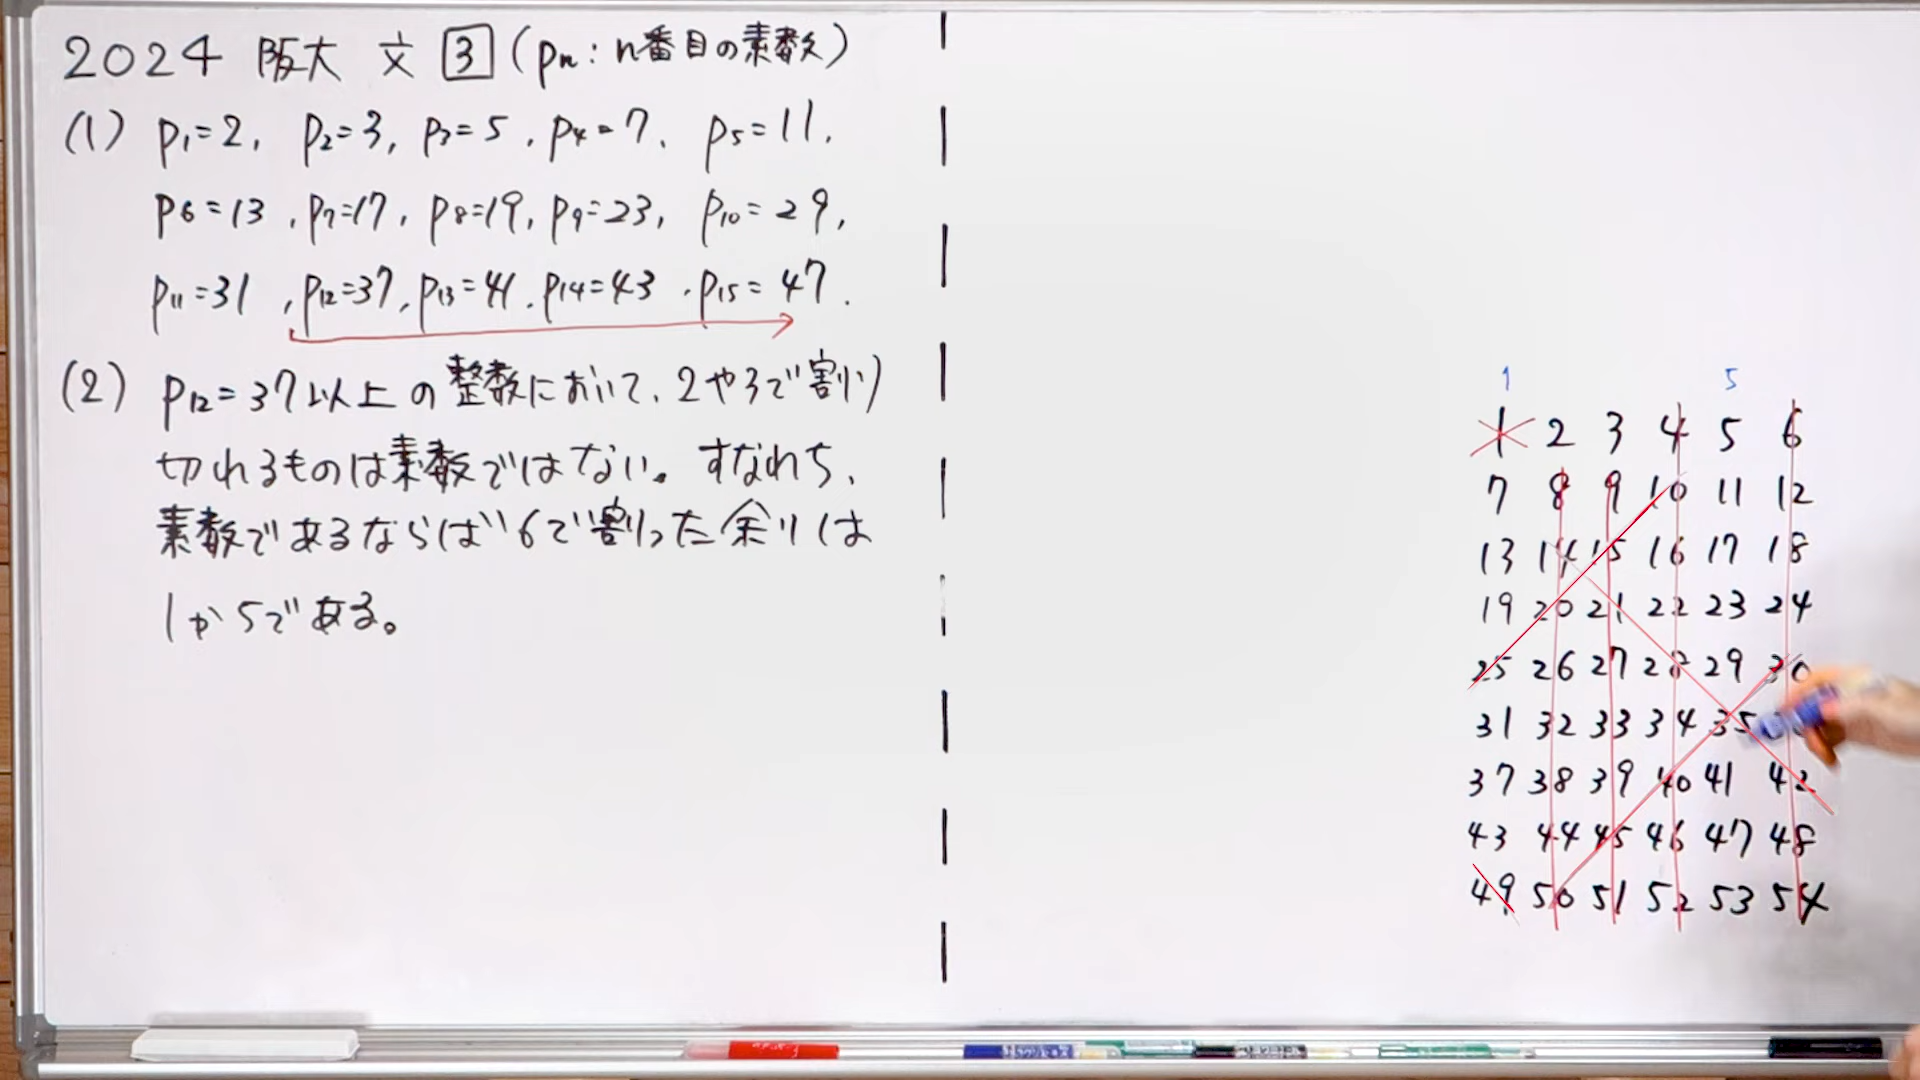 2024 阪大 文 3 (pn : n番目の素数)
(1) p1=2, p2=3, p3=5, p4=7, p5=11,
p6=13, p7=17, p8=19, p9=23, p10=29,
p11=31, p12=37, p13=41, p14=43, p15=47.
(2) p12=37以上の整数において、2や3で割り
切れるものは素数ではない。すなわち、
素数であるならば6で割った余りは
1か5である。
1 5
1 2 3 4 5 6
7 8 9 10 11 12
13 14 15 16 17 18
19 20 21 22 23 24
25 26 27 28 29 30
31 32 33 34 35
37 38 39 40 41 42
43 44 45 46 47 48
49 50 51 52 53 54